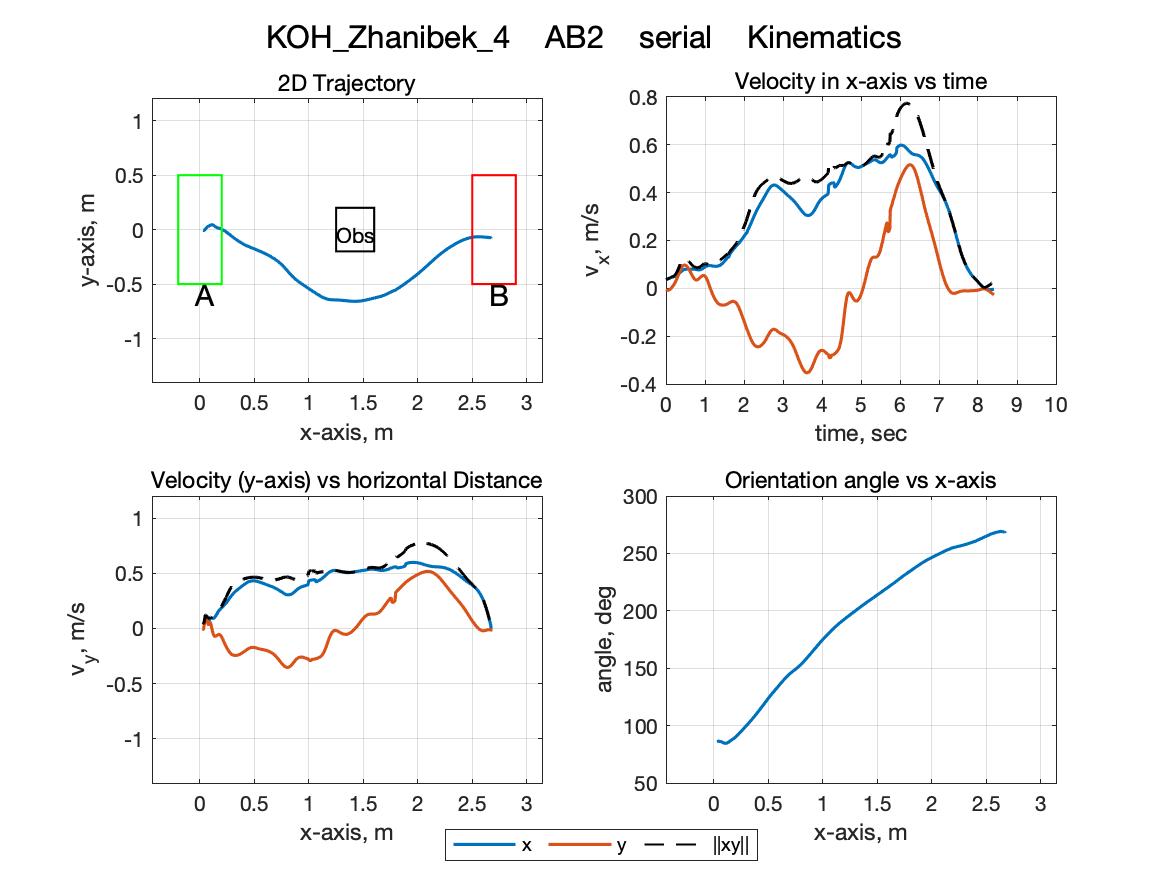 KOH_Zhanibek_4 AB2 serial Kinematics
2D Trajectory
1
0.5
0
-0.5
-1
y-axis, m
Obs
A
B
0 0.5 1 1.5 2 2.5 3
x-axis, m
Velocity in x-axis vs time
0.8
0.6
0.4
0.2
0
-0.2
-0.4
v_x, m/s
0 1 2 3 4 5 6 7 8 9 10
time, sec
Velocity (y-axis) vs horizontal Distance
1
0.5
0
-0.5
-1
v_y, m/s
0 0.5 1 1.5 2 2.5 3
x-axis, m
Orientation angle vs x-axis
300
250
200
150
100
50
angle, deg
0 0.5 1 1.5 2 2.5 3
x-axis, m
x y ||xy||